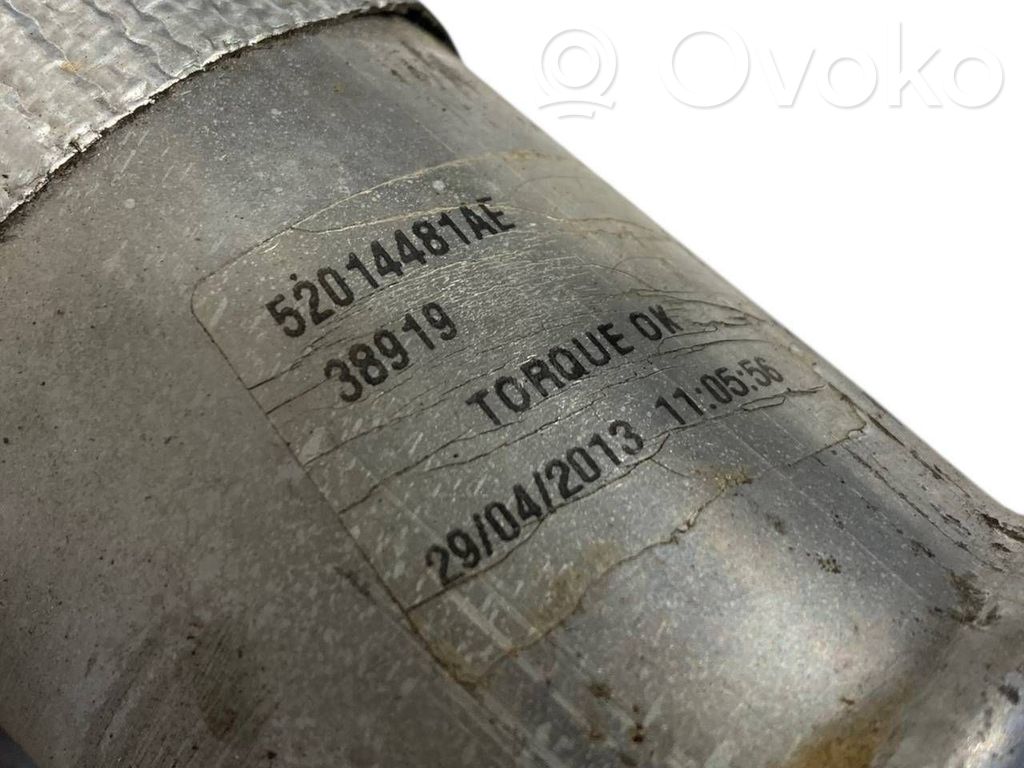 Ovoko
52014481AE
38919
TORQUE OK
29/04/2013 11:05:56